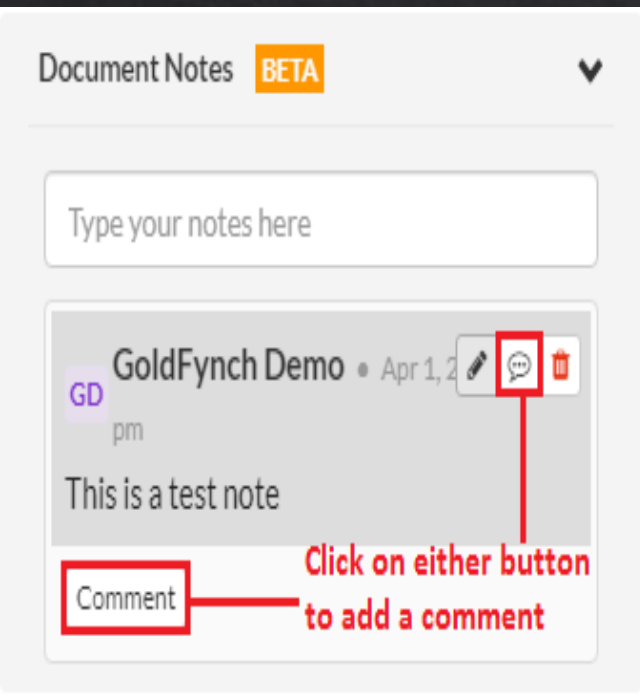 Document Notes BETA
Type your notes here
GD GoldFynch Demo • Apr 1, 2
pm
This is a test note
Click on either button
to add a comment
Comment